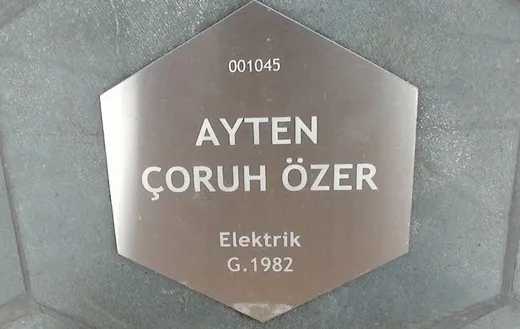 001045
AYTEN
ÇORUH ÖZER
Elektrik
G.1982